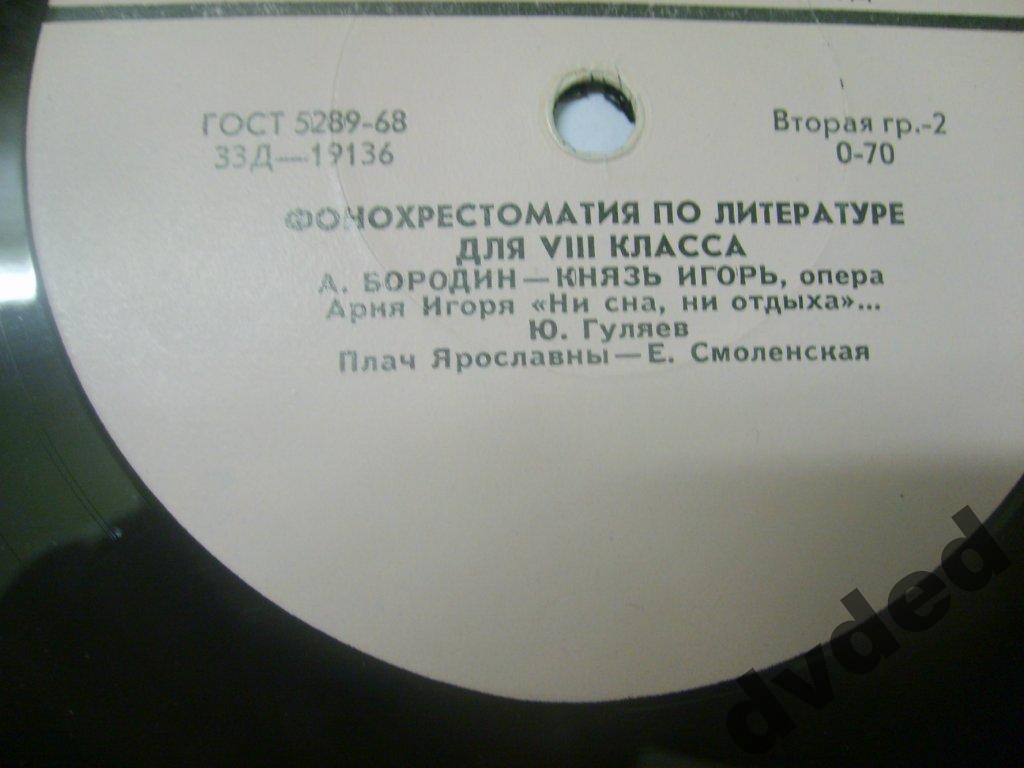 ГОСТ 5289-68
33Д—19136
Вторая гр.-2
0-70
ФОНОХРЕСТОМАТИЯ ПО ЛИТЕРАТУРЕ
ДЛЯ VIII КЛАССА
А. БОРОДИН — КНЯЗЬ ИГОРЬ, опера
Ария Игоря «Ни сна, ни отдыха»...
Ю. Гуляев
Плач Ярославны — Е. Смоленская
dvded